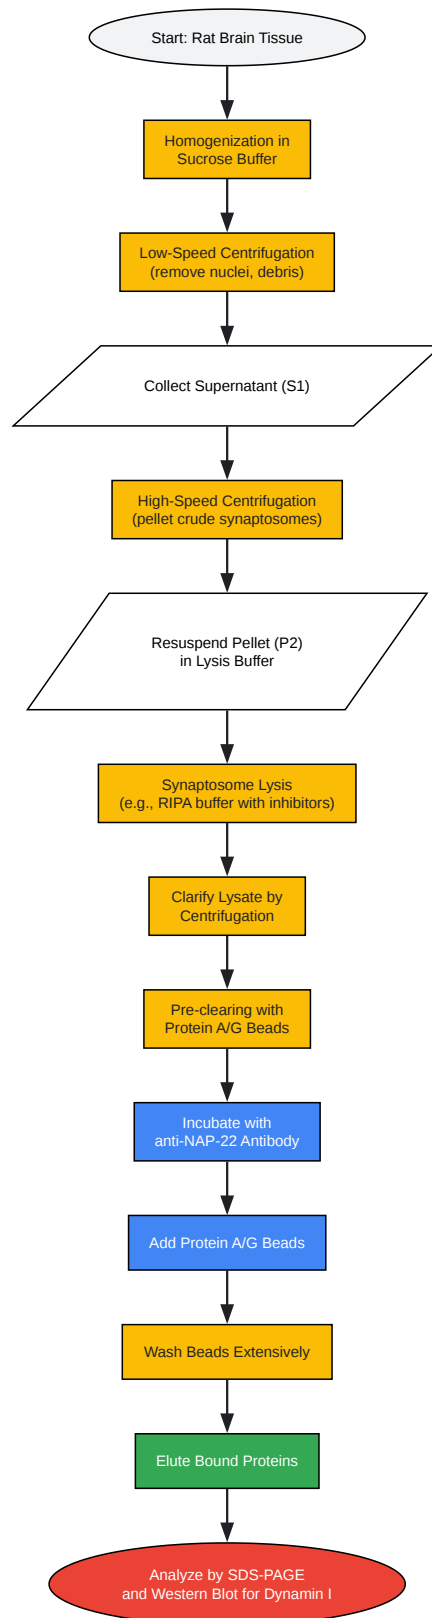 Start: Rat Brain Tissue
Homogenization in
Sucrose Buffer
Low-Speed Centrifugation
(remove nuclei, debris)
Collect Supernatant (S1)
High-Speed Centrifugation
(pellet crude synaptosomes)
Resuspend Pellet (P2)
in Lysis Buffer
Synaptosome Lysis
(e.g., RIPA buffer with inhibitors)
Clarify Lysate by
Centrifugation
Pre-clearing with
Protein A/G Beads
Incubate with
anti-NAP-22 Antibody
Add Protein A/G Beads
Wash Beads Extensively
Elute Bound Proteins
Analyze by SDS-PAGE
and Western Blot for Dynamin I